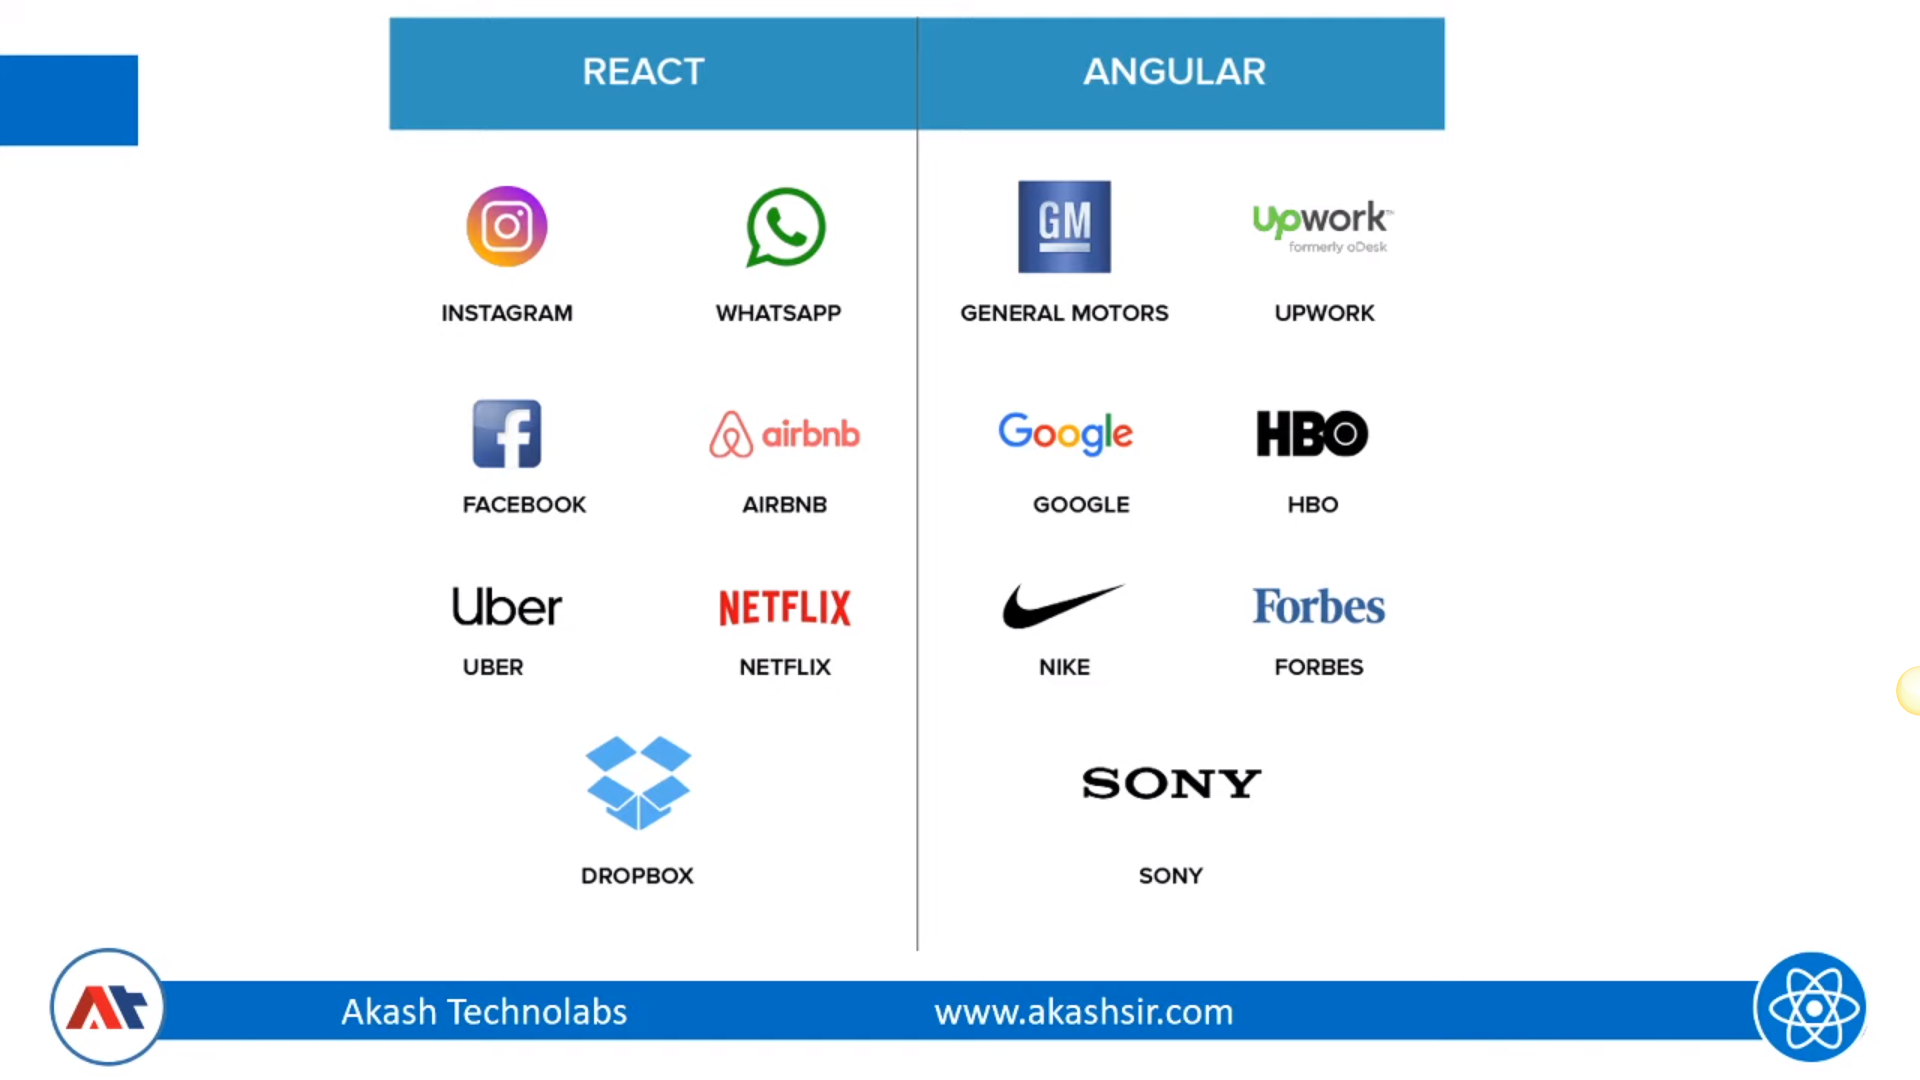 REACT ANGULAR
GM upwork™
formerly oDesk
INSTAGRAM WHATSAPP GENERAL MOTORS UPWORK
f airbnb Google HBO
FACEBOOK AIRBNB GOOGLE HBO
Uber NETFLIX Forbes
UBER NETFLIX NIKE FORBES
SONY
DROPBOX SONY
At Akash Technolabs www.akashsir.com